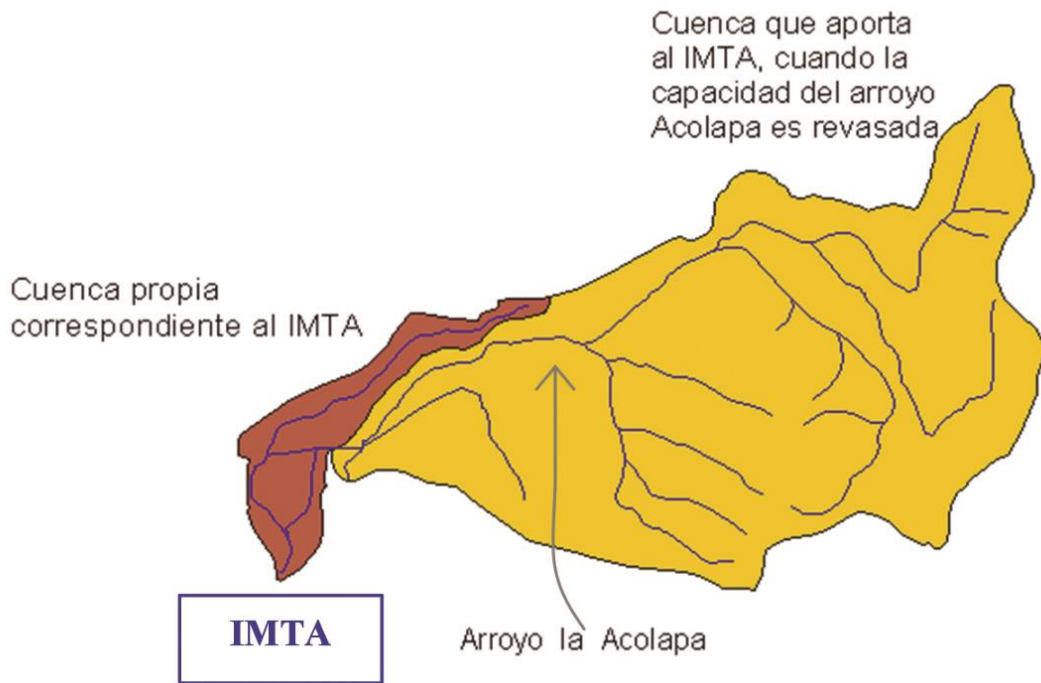 Cuenca que aporta
al IMTA, cuando la
capacidad del arroyo
Acolapa es revasada
Cuenca propia
correspondiente al IMTA
IMTA
Arroyo la Acolapa